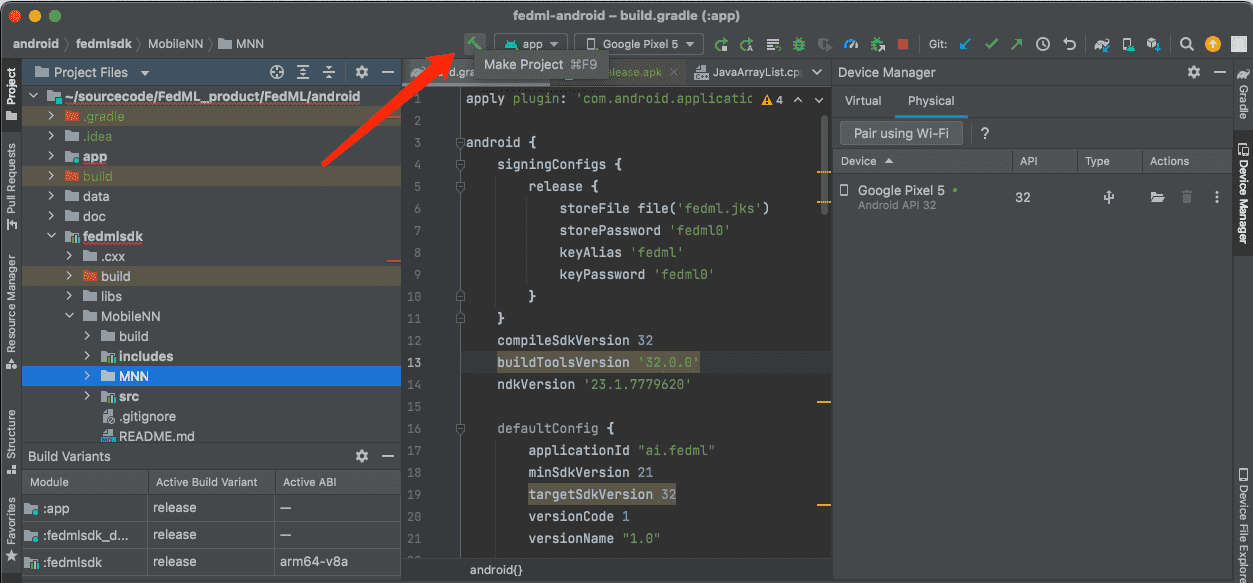 fedml-android – build.gradle (:app)
android fedmlsdk MobileNN MNN
app
Google Pixel 5
Git:
Make Project ⌘F9
Project Files
release.apk
JavaArrayList.cp
~/sourcecode/FedML_product/FedML/android
.gradle
.idea
app
build
data
doc
fedmlsdk
.cxx
build
libs
MobileNN
build
includes
MNN
src
.gitignore
README.md
Project
Pull Requests
Resource Manager
Structure
Favorites
Build Variants
Module Active Build Variant Active ABI
:app release —
:fedmlsdk_d... release —
:fedmlsdk release arm64-v8a
4
1 apply plugin: 'com.android.applicatic
2
3 android {
4 signingConfigs {
5 release {
6 storeFile file('fedml.jks')
7 storePassword 'fedml0'
8 keyAlias 'fedml'
9 keyPassword 'fedml0'
10 }
11 }
12 compileSdkVersion 32
13 buildToolsVersion '32.0.0'
14 ndkVersion '23.1.7779620'
15
16 defaultConfig {
17 applicationId "ai.fedml"
18 minSdkVersion 21
19 targetSdkVersion 32
20 versionCode 1
21 versionName "1.0"
android{}
Device Manager
Virtual Physical
Pair using Wi-Fi ?
Device API Type Actions
Google Pixel 5 32
Android API 32
Gradle
Device Manager
Device File Explor